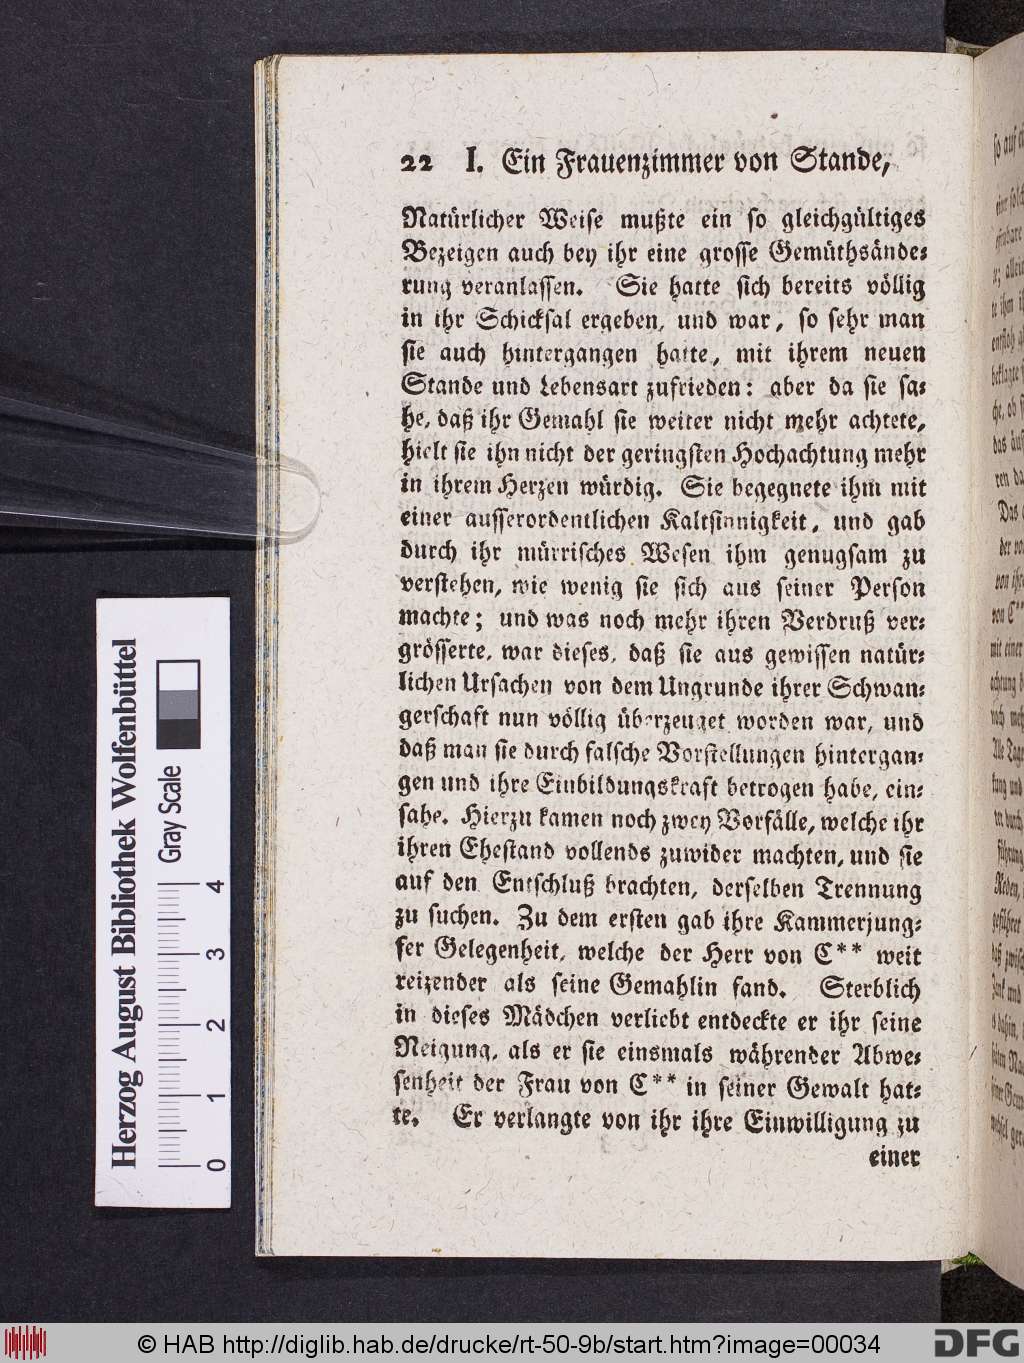 22 I. Ein Frauenzimmer von Stande,
Natürlicher Weise mußte ein so gleichgültiges
Bezeigen auch bey ihr eine grosse Gemüthsände-
rung veranlassen. Sie hatte sich bereits völlig
in ihr Schicksal ergeben, und war, so sehr man
sie auch hintergangen hatte, mit ihrem neuen
Stande und Lebensart zufrieden: aber da sie sa-
he, daß ihr Gemahl sie weiter nicht mehr achtete,
hielt sie ihn nicht der geringsten Hochachtung mehr
in ihrem Herzen würdig. Sie begegnete ihm mit
einer ausserordentlichen Kaltsinnigkeit, und gab
durch ihr mürrisches Wesen ihm genugsam zu
verstehen, wie wenig sie sich aus seiner Person
machte; und was noch mehr ihren Verdruß ver-
grösserte, war dieses, daß sie aus gewissen natür-
lichen Ursachen von dem Ungrunde ihrer Schwan-
gerschaft nun völlig überzeuget worden war, und
daß man sie durch falsche Vorstellungen hintergan-
gen und ihre Einbildungskraft betrogen habe, ein-
sahe. Hierzu kamen noch zwey Vorfälle, welche ihr
ihren Ehestand vollends zuwider machten, und sie
auf den Entschluß brachten, derselben Trennung
zu suchen. Zu dem ersten gab ihre Kammerjung-
fer Gelegenheit, welche der Herr von C** weit
reizender als seine Gemahlin fand. Sterblich
in dieses Mädchen verliebt entdeckte er ihr seine
Neigung, als er sie einsmals währender Abwe-
senheit der Frau von C** in seiner Gewalt hat-
te. Er verlangte von ihr ihre Einwilligung zu
einer
Herzog August Bibliothek Wolfenbüttel
Gray Scale
0 1 2 3 4
© HAB http://diglib.hab.de/drucke/rt-50-9b/start.htm?image=00034
DFG